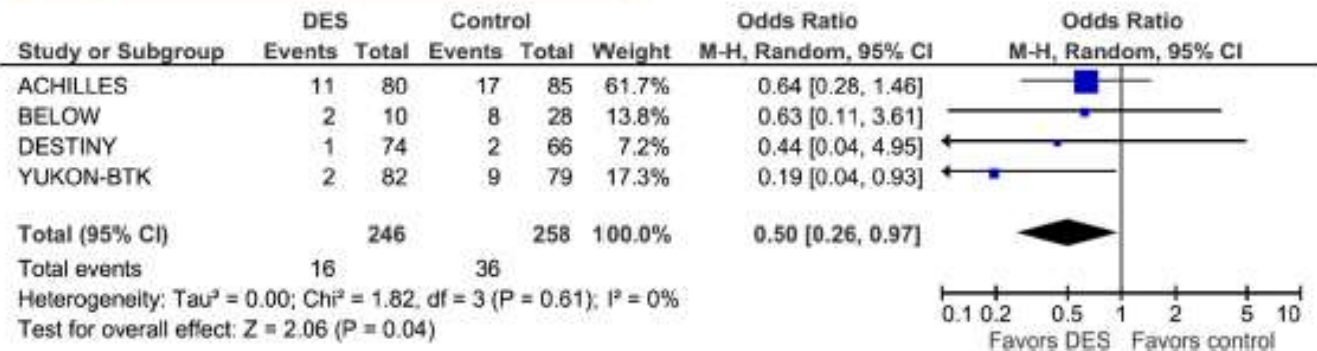 DES Control Odds Ratio Odds Ratio
Study or Subgroup Events Total Events Total Weight M-H, Random, 95% CI M-H, Random, 95% CI
ACHILLES 11 80 17 85 61.7% 0.64 [0.28, 1.46]
BELOW 2 10 8 28 13.8% 0.63 [0.11, 3.61]
DESTINY 1 74 2 66 7.2% 0.44 [0.04, 4.95]
YUKON-BTK 2 82 9 79 17.3% 0.19 [0.04, 0.93]
Total (95% CI) 246 258 100.0% 0.50 [0.26, 0.97]
Total events 16 36
Heterogeneity: Tau² = 0.00; Chi² = 1.82, df = 3 (P = 0.61); I² = 0%
Test for overall effect: Z = 2.06 (P = 0.04)
0.1 0.2 0.5 1 2 5 10
Favors DES Favors control